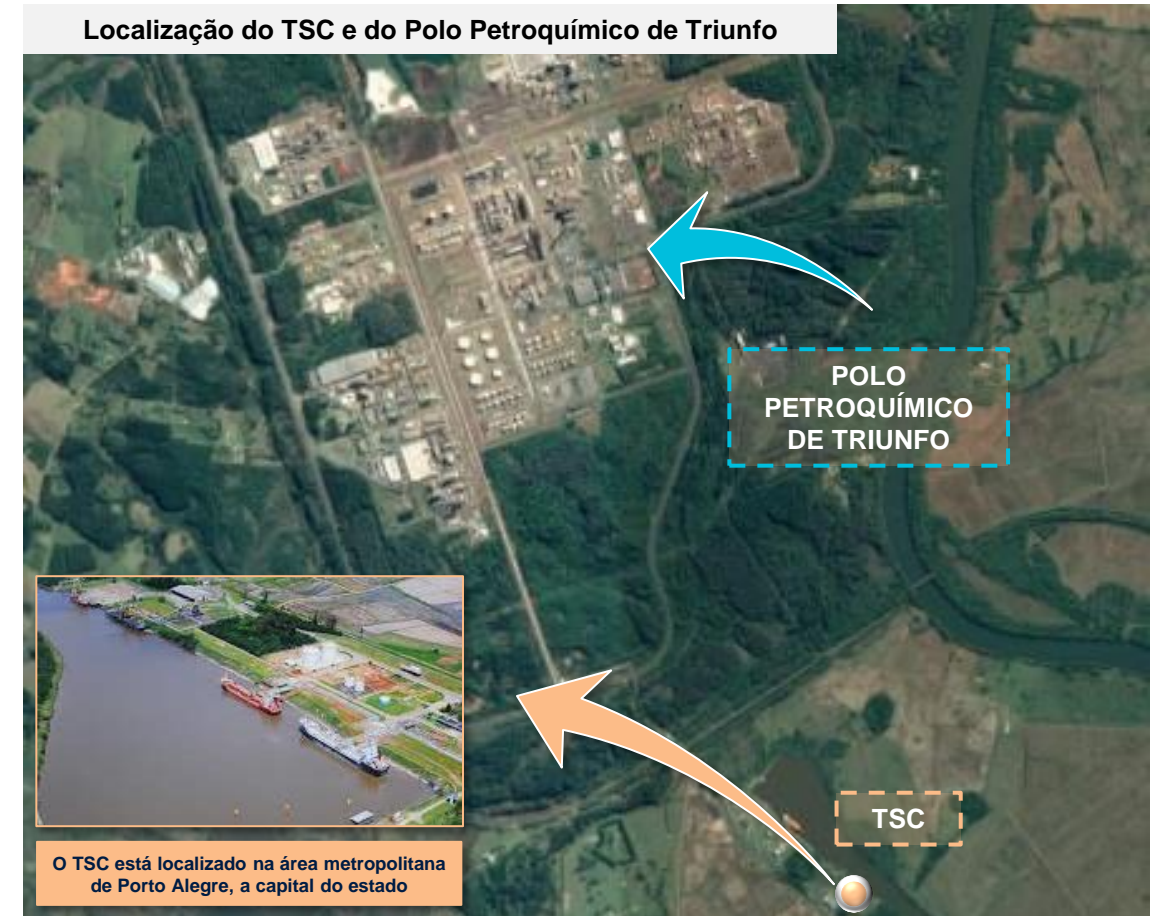 Localização do TSC e do Polo Petroquímico de Triunfo
POLO
PETROQUÍMICO
DE TRIUNFO
TSC
O TSC está localizado na área metropolitana
de Porto Alegre, a capital do estado